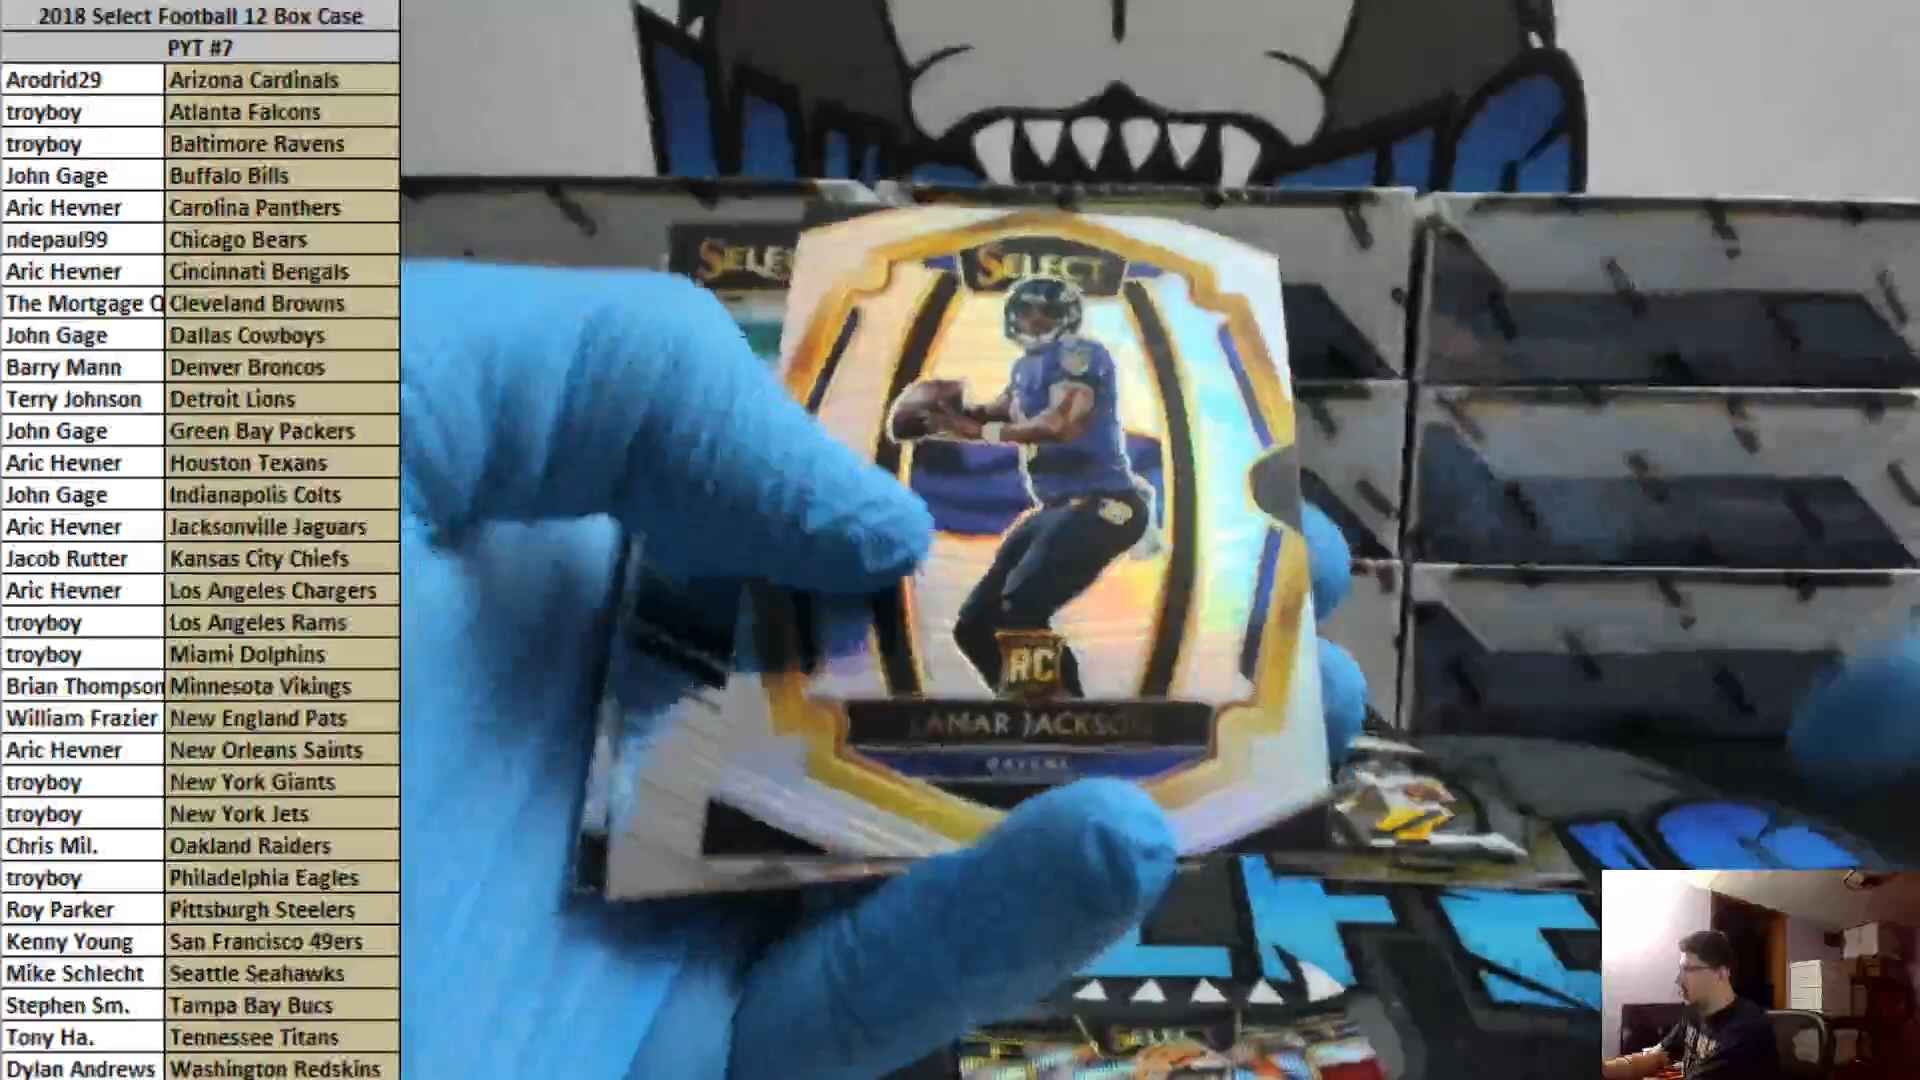 2018 Select Football 12 Box Case
PYT #7
Arodrid29 Arizona Cardinals
troyboy Atlanta Falcons
troyboy Baltimore Ravens
John Gage Buffalo Bills
Aric Hevner Carolina Panthers
ndepaul99 Chicago Bears
Aric Hevner Cincinnati Bengals
The Mortgage Cleveland Browns
John Gage Dallas Cowboys
Barry Mann Denver Broncos
Terry Johnson Detroit Lions
John Gage Green Bay Packers
Aric Hevner Houston Texans
John Gage Indianapolis Colts
Aric Hevner Jacksonville Jaguars
Jacob Rutter Kansas City Chiefs
Aric Hevner Los Angeles Chargers
troyboy Los Angeles Rams
troyboy Miami Dolphins
Brian Thompson Minnesota Vikings
William Frazier New England Pats
Aric Hevner New Orleans Saints
troyboy New York Giants
troyboy New York Jets
Chris Mil. Oakland Raiders
troyboy Philadelphia Eagles
Roy Parker Pittsburgh Steelers
Kenny Young San Francisco 49ers
Mike Schlecht Seattle Seahawks
Stephen Sm. Tampa Bay Bucs
Tony Ha. Tennessee Titans
Dylan Andrews Washington Redskins
SELECT
RC
LAMAR JACKSON
RAVENS